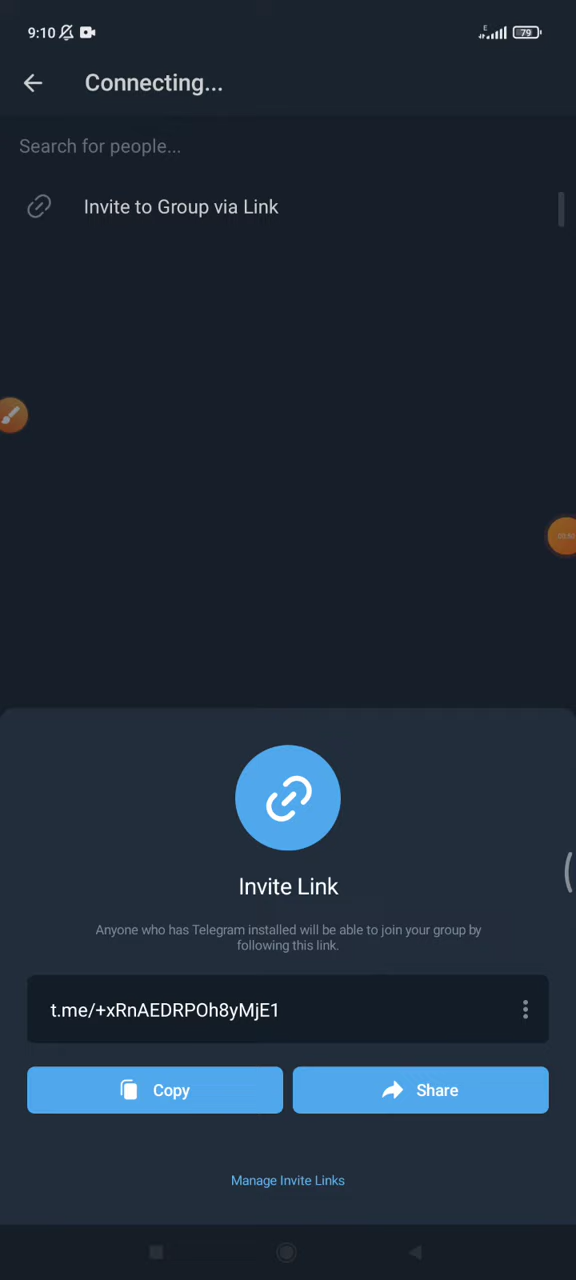 9:10
E
79
Connecting...
Search for people...
Invite to Group via Link
Invite Link
Anyone who has Telegram installed will be able to join your group by
following this link.
t.me/+xRnAEDRPOh8yMjE1
Copy
Share
Manage Invite Links